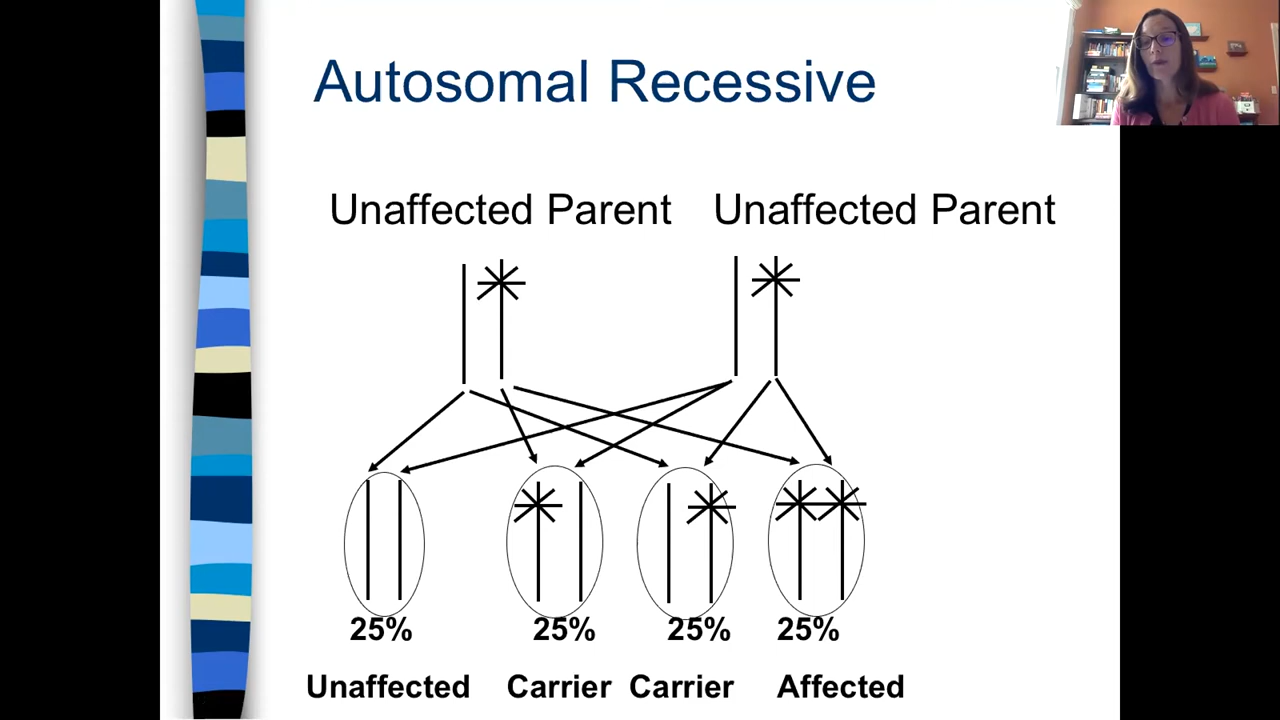 Autosomal Recessive
Unaffected Parent Unaffected Parent
25% 25% 25% 25%
Unaffected Carrier Carrier Affected